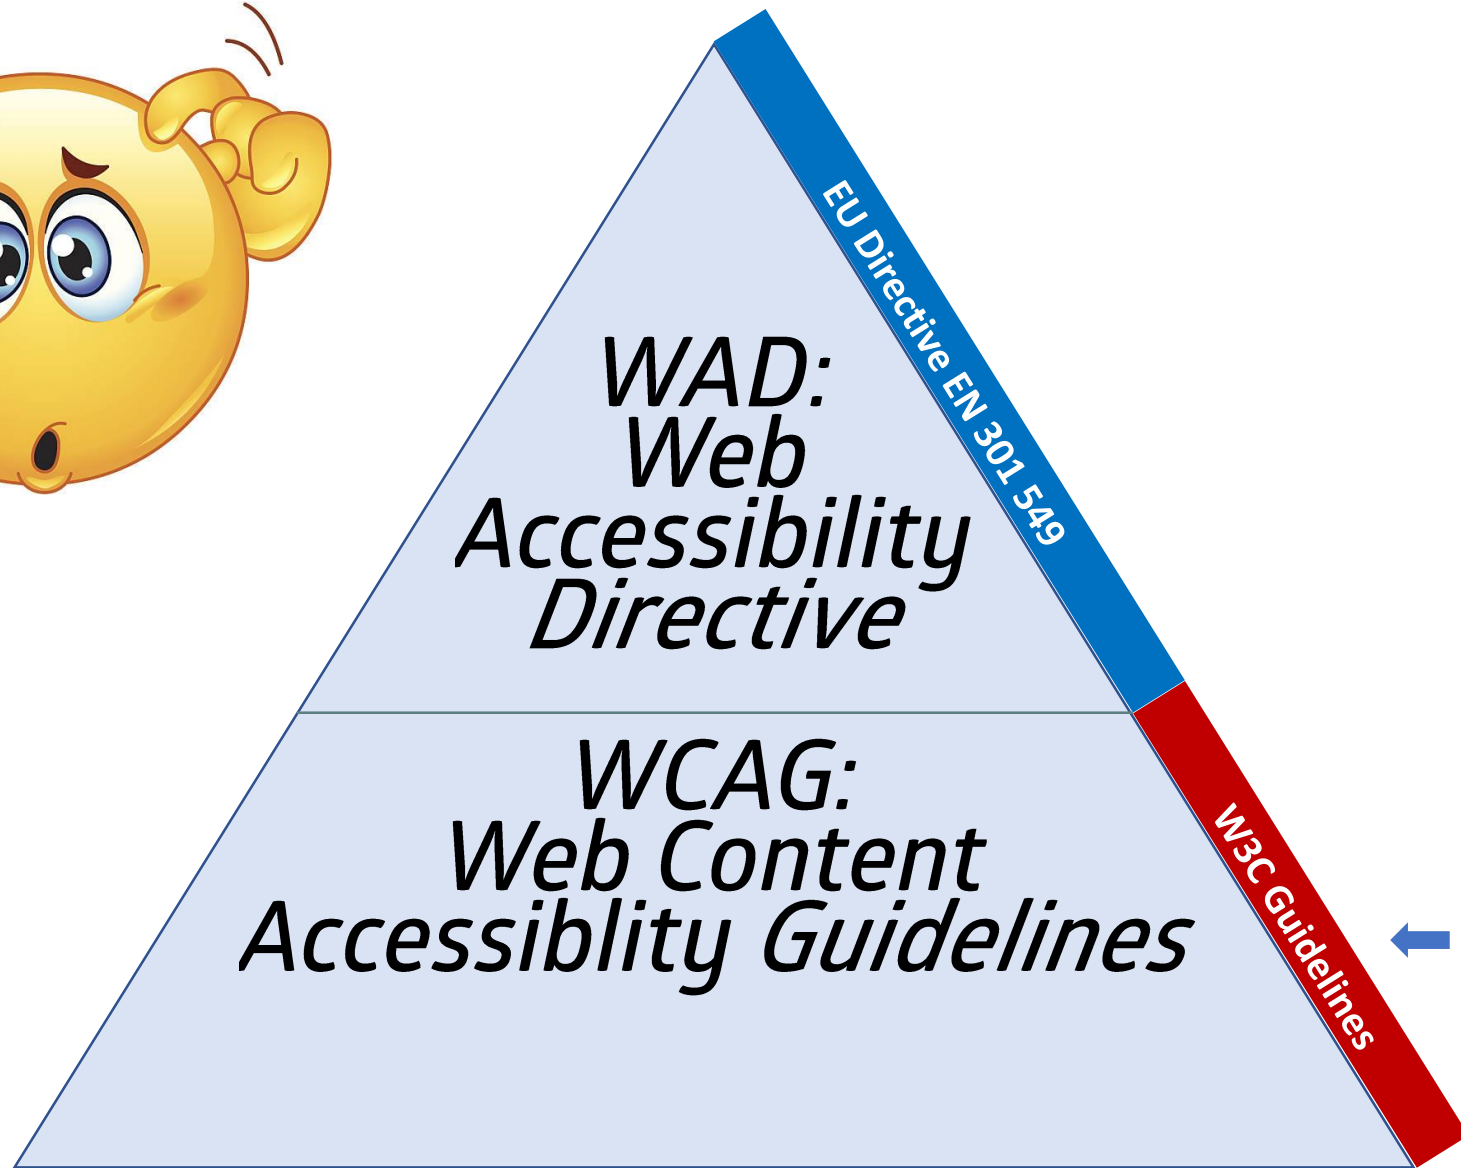 WAD:
Web
Accessibility
Directive
EU Directive EN 301 549
WCAG:
Web Content
Accessiblity Guidelines
W3C Guidelines